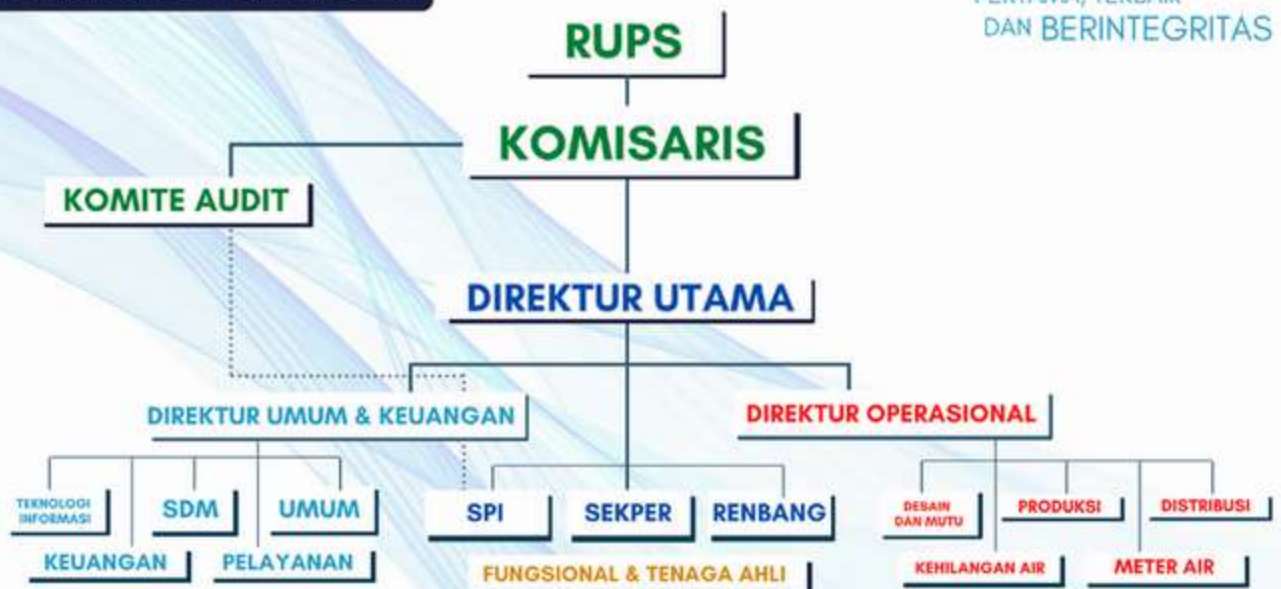 DAN BERINTEGRITAS
RUPS
KOMISARIS
KOMITE AUDIT
DIREKTUR UTAMA
DIREKTUR UMUM & KEUANGAN
DIREKTUR OPERASIONAL
TEKNOLOGI
INFORMASI
SDM
UMUM
KEUANGAN
PELAYANAN
SPI
SEKPER
RENBANG
FUNGSIONAL & TENAGA AHLI
DESAIN
DAN MUTU
PRODUKSI
DISTRIBUSI
KEHILANGAN AIR
METER AIR